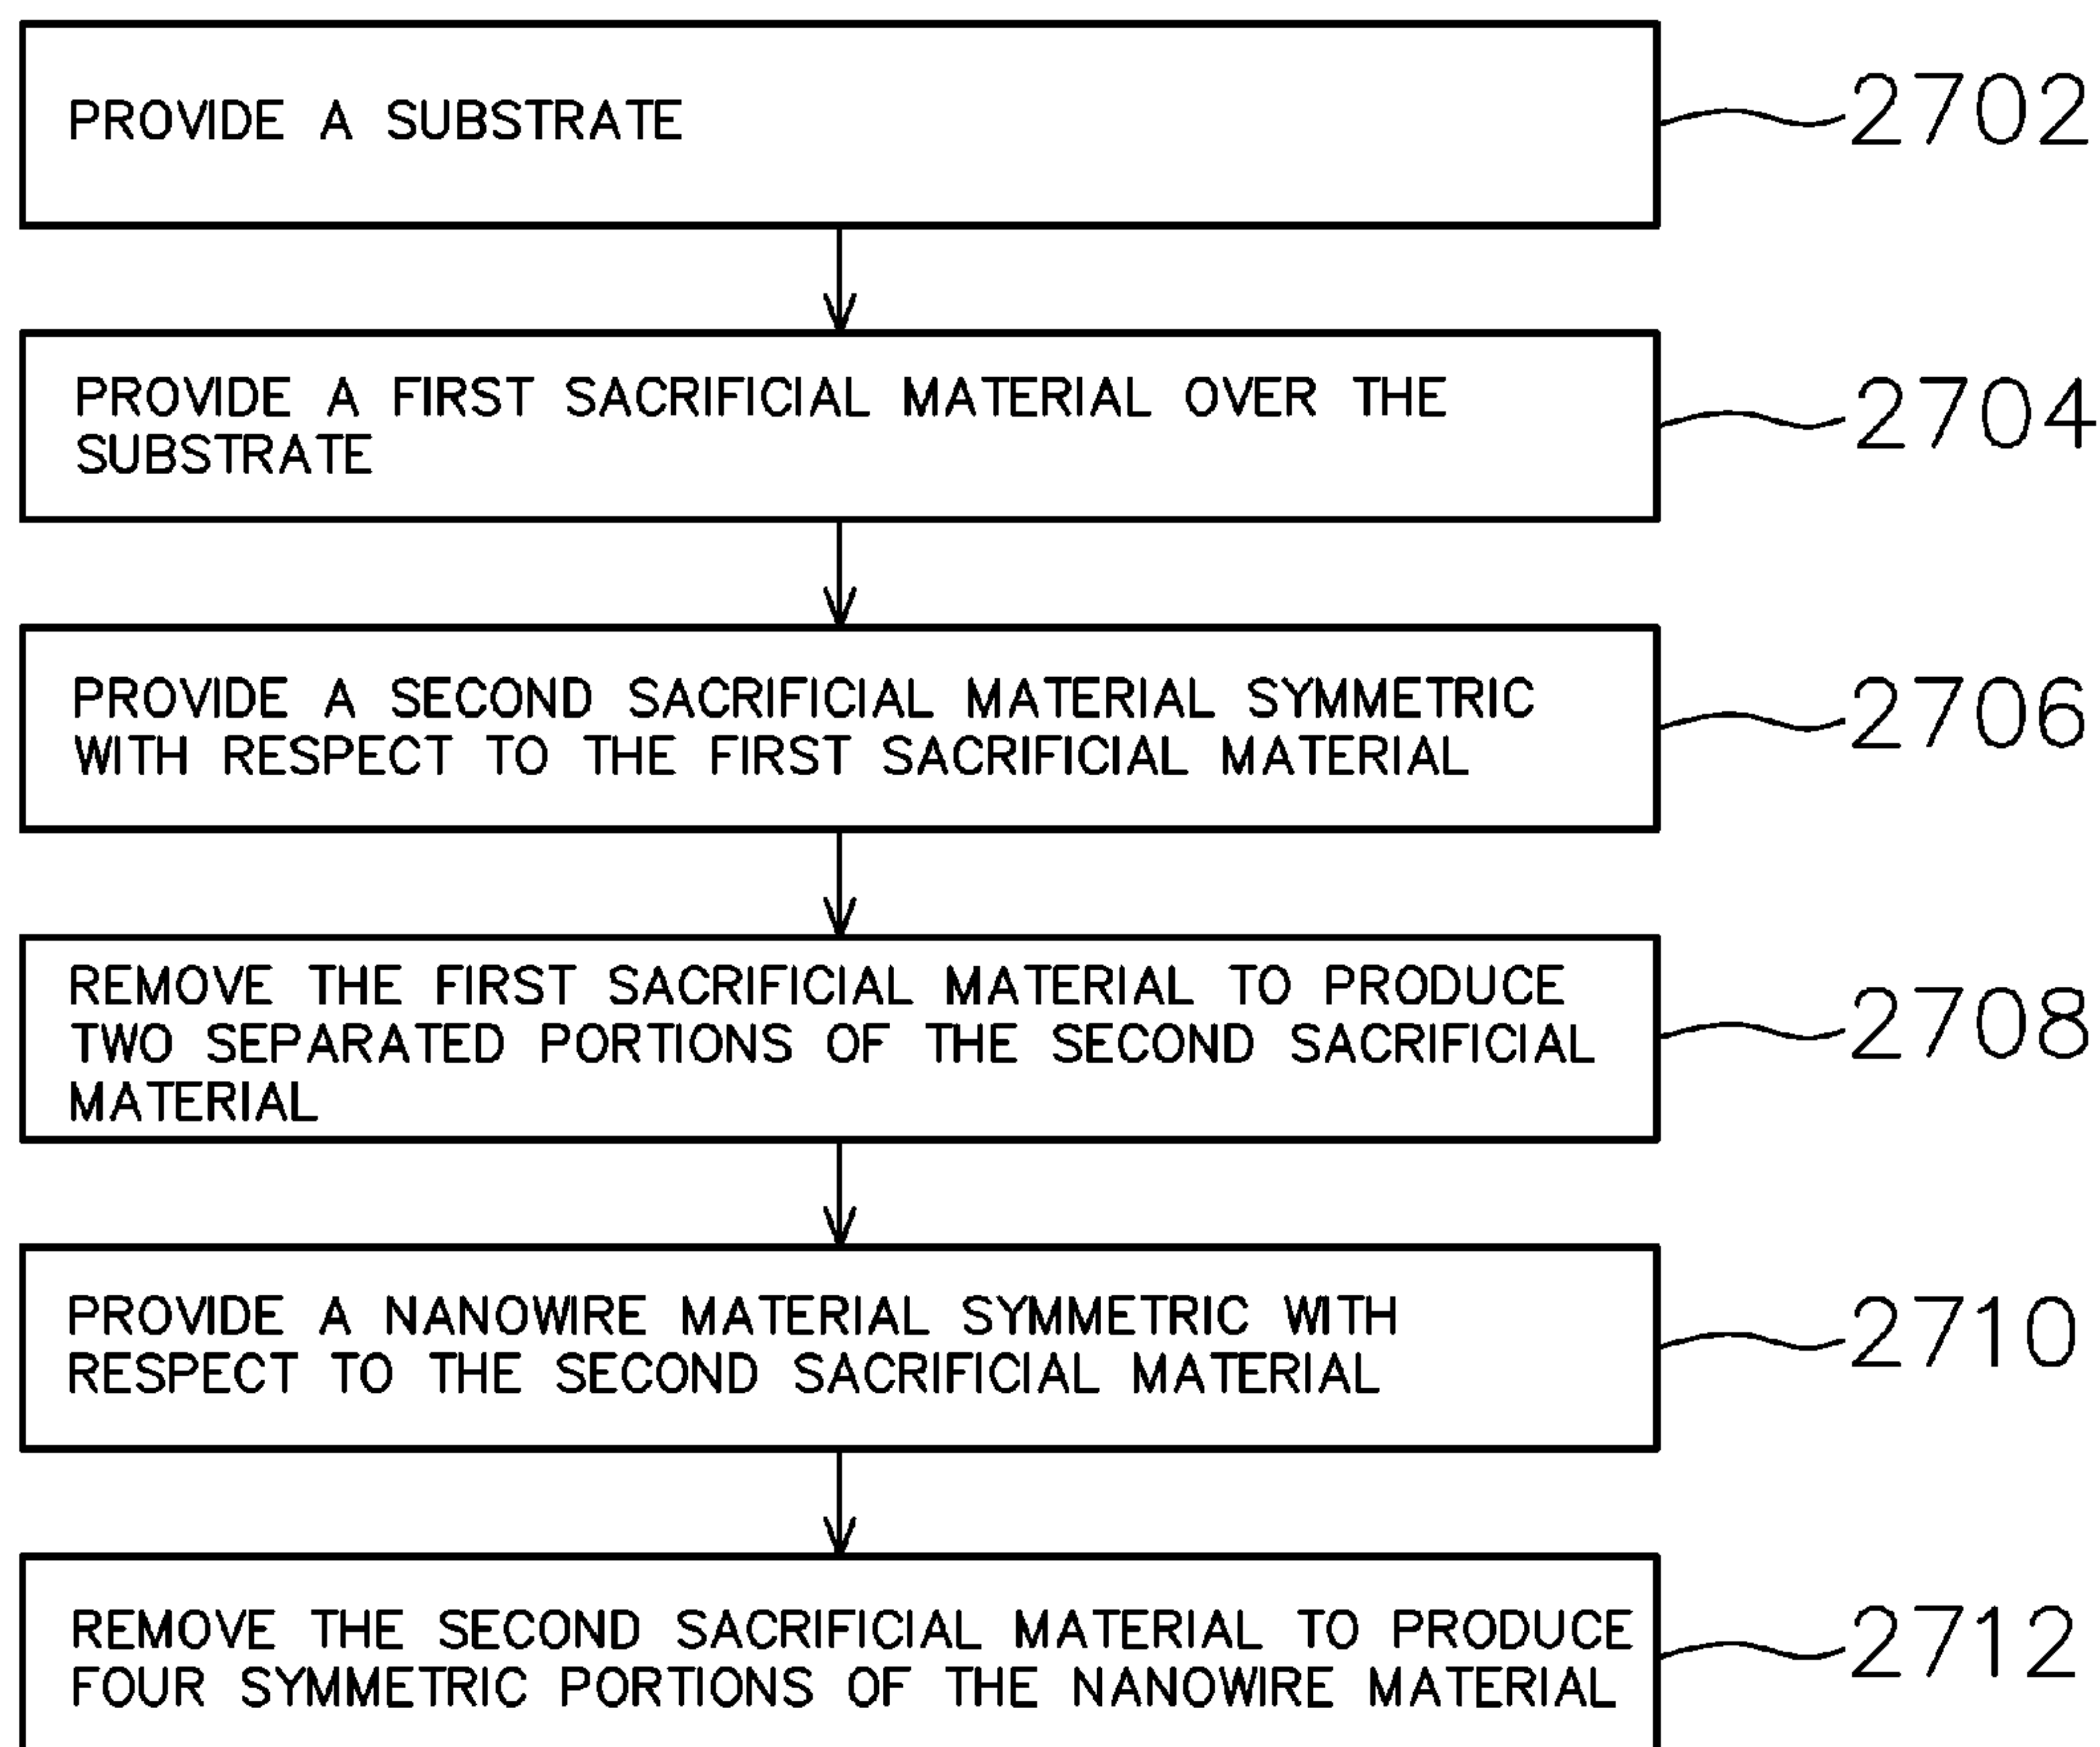 PROVIDE A SUBSTRATE
2702
PROVIDE A FIRST SACRIFICIAL MATERIAL OVER THE
SUBSTRATE
2704
PROVIDE A SECOND SACRIFICIAL MATERIAL SYMMETRIC
WITH RESPECT TO THE FIRST SACRIFICIAL MATERIAL
2706
REMOVE THE FIRST SACRIFICIAL MATERIAL TO PRODUCE
TWO SEPARATED PORTIONS OF THE SECOND SACRIFICIAL
MATERIAL
2708
PROVIDE A NANOWIRE MATERIAL SYMMETRIC WITH
RESPECT TO THE SECOND SACRIFICIAL MATERIAL
2710
REMOVE THE SECOND SACRIFICIAL MATERIAL TO PRODUCE
FOUR SYMMETRIC PORTIONS OF THE NANOWIRE MATERIAL
2712